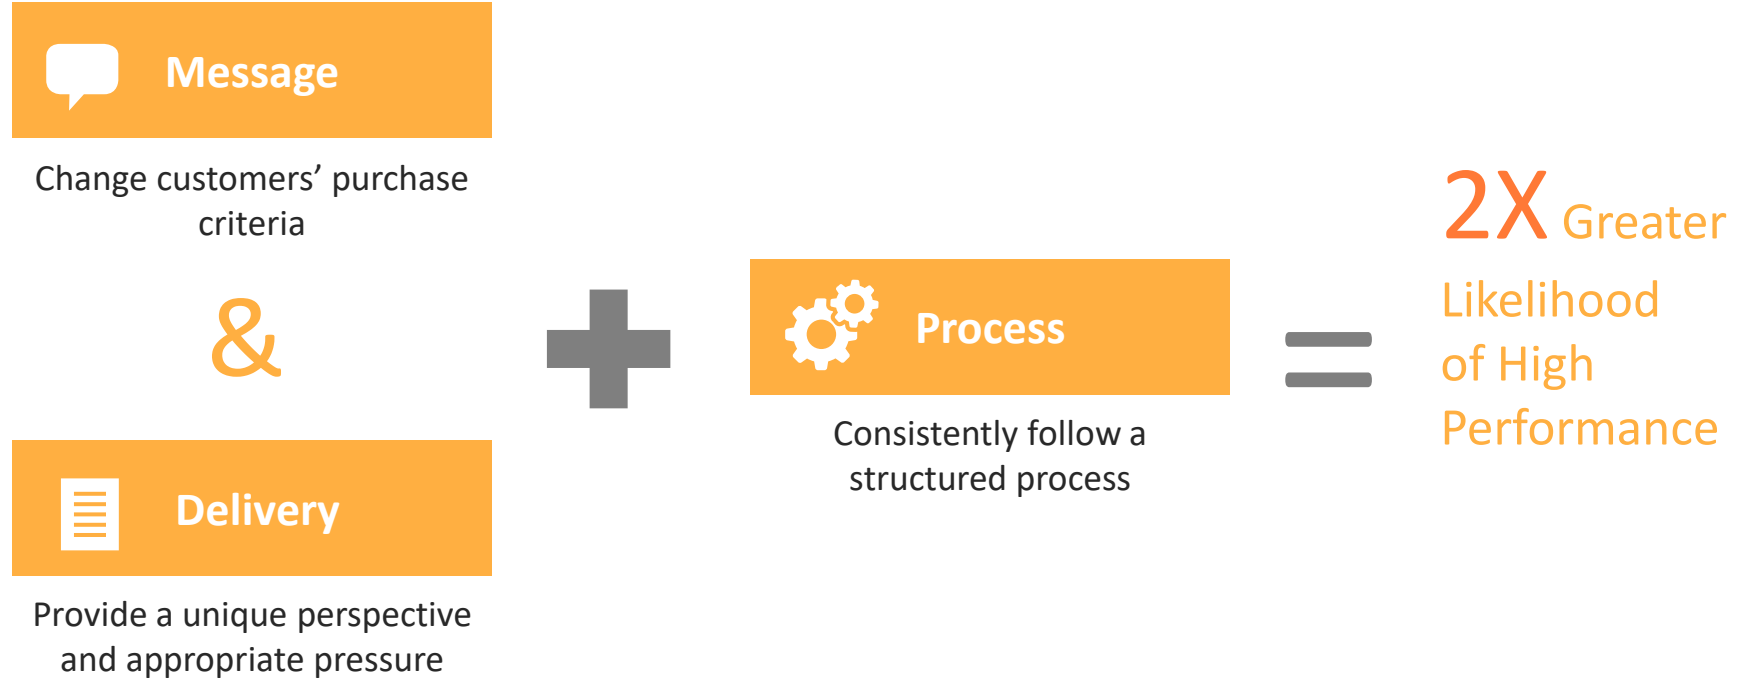 Message
Change customers’ purchase
criteria
&
Delivery
Provide a unique perspective
and appropriate pressure
+
Process
Consistently follow a
structured process
=
2X Greater
Likelihood
of High
Performance